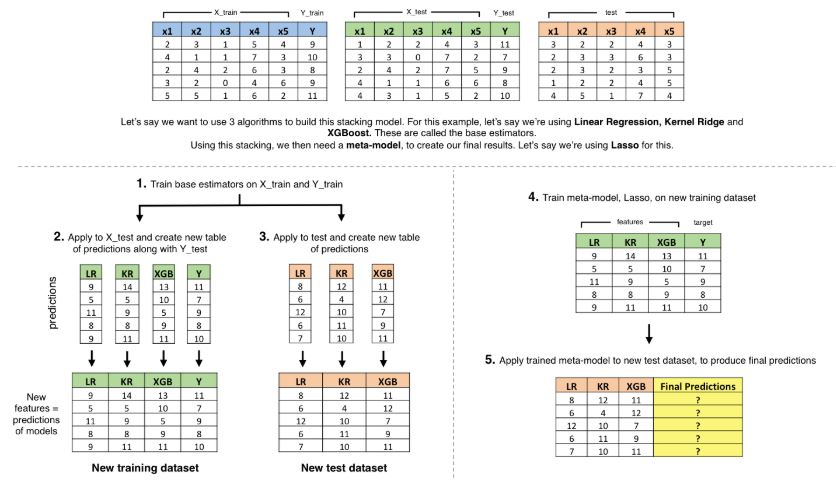 X_train Y_train
x1 x2 x3 x4 x5 Y
2 3 1 5 4 9
4 1 1 7 3 10
2 4 2 6 3 8
3 2 0 4 6 9
5 5 1 6 2 11
X_test Y_test
x1 x2 x3 x4 x5 Y
1 2 2 4 3 11
3 3 0 7 2 7
2 4 2 7 5 9
4 1 1 6 6 8
4 3 1 5 2 10
test
x1 x2 x3 x4 x5
3 2 2 4 3
2 3 3 6 3
2 3 2 3 5
1 2 2 4 5
4 5 1 7 4
Let's say we want to use 3 algorithms to build this stacking model. For this example, let's say we're using Linear Regression, Kernel Ridge and
XGBoost. These are called the base estimators.
Using this stacking, we then need a meta-model, to create our final results. Let's say we're using Lasso for this.
1. Train base estimators on X_train and Y_train
2. Apply to X_test and create new table
of predictions along with Y_test
predictions
LR KR XGB Y
9 14 13 11
5 5 10 7
11 9 5 9
8 8 9 8
9 11 11 10
New
features =
predictions
of models
LR KR XGB Y
9 14 13 11
5 5 10 7
11 9 5 9
8 8 9 8
9 11 11 10
New training dataset
3. Apply to test and create new table
of predictions
LR KR XGB
8 12 11
6 4 12
12 10 7
6 11 9
7 10 11
LR KR XGB
8 12 11
6 4 12
12 10 7
6 11 9
7 10 11
New test dataset
4. Train meta-model, Lasso, on new training dataset
features target
LR KR XGB Y
9 14 13 11
5 5 10 7
11 9 5 9
8 8 9 8
9 11 11 10
5. Apply trained meta-model to new test dataset, to produce final predictions
LR KR XGB Final Predictions
8 12 11 ?
6 4 12 ?
12 10 7 ?
6 11 9 ?
7 10 11 ?